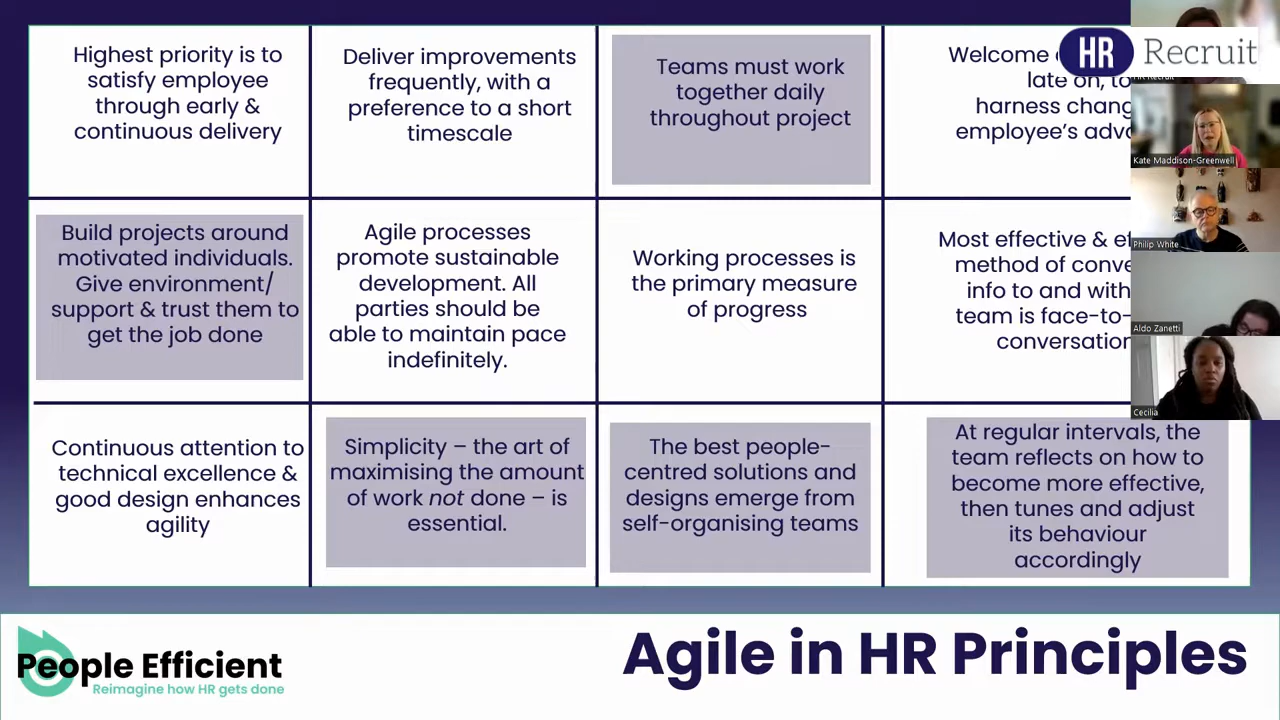 Highest priority is to
satisfy employee
through early &
continuous delivery
Deliver improvements
frequently, with a
preference to a short
timescale
Teams must work
together daily
throughout project
Welcome
late on, to
harness chang
employee's adv
Build projects around
motivated individuals.
Give environment/
support & trust them to
get the job done
Agile processes
promote sustainable
development. All
parties should be
able to maintain pace
indefinitely.
Working processes is
the primary measure
of progress
Most effective & ef
method of conve
info to and with
team is face-to-
conversation
Continuous attention to
technical excellence &
good design enhances
agility
Simplicity – the art of
maximising the amount
of work not done – is
essential.
The best people-
centred solutions and
designs emerge from
self-organising teams
At regular intervals, the
team reflects on how to
become more effective,
then tunes and adjust
its behaviour
accordingly
HR Recruit
Kate Maddison-Greenwell
Philip White
Aldo Zanetti
Cecilia
People Efficient
Reimagine how HR gets done
Agile in HR Principles